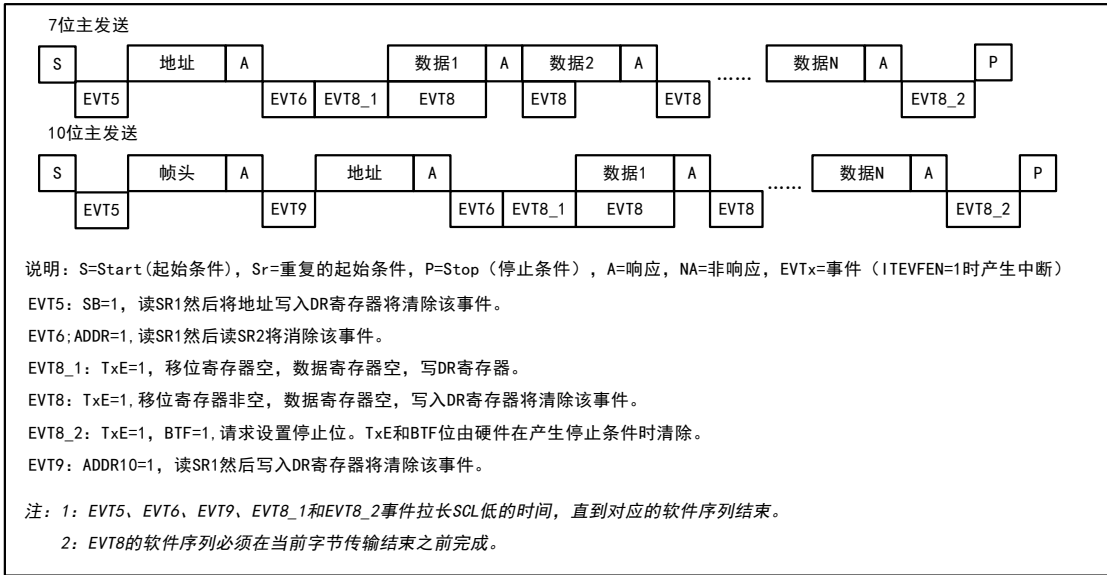 7位主发送
S 地址 A 数据1 A 数据2 A …… 数据N A P
EVT5 EVT6 EVT8_1 EVT8 EVT8 EVT8 EVT8_2
10位主发送
S 帧头 A 地址 A 数据1 A …… 数据N A P
EVT5 EVT9 EVT6 EVT8_1 EVT8 EVT8 EVT8_2
说明：S=Start(起始条件)，Sr=重复的起始条件，P=Stop（停止条件），A=响应，NA=非响应，EVTx=事件（ITEVFEN=1时产生中断）
EVT5：SB=1，读SR1然后将地址写入DR寄存器将清除该事件。
EVT6;ADDR=1,读SR1然后读SR2将消除该事件。
EVT8_1：TxE=1，移位寄存器空，数据寄存器空，写DR寄存器。
EVT8：TxE=1,移位寄存器非空，数据寄存器空，写入DR寄存器将清除该事件。
EVT8_2：TxE=1，BTF=1,请求设置停止位。TxE和BTF位由硬件在产生停止条件时清除。
EVT9：ADDR10=1，读SR1然后写入DR寄存器将清除该事件。
注：1：EVT5、EVT6、EVT9、EVT8_1和EVT8_2事件拉长SCL低的时间，直到对应的软件序列结束。
2：EVT8的软件序列必须在当前字节传输结束之前完成。